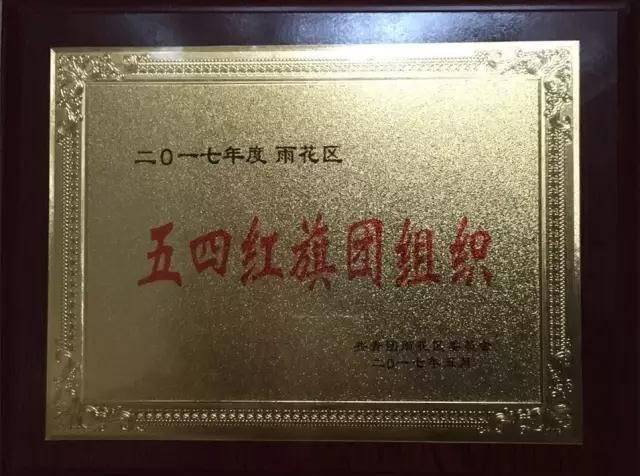 二〇一七年度 雨花区
五四红旗团组织
共青团雨花区委员会
二〇一七年五月